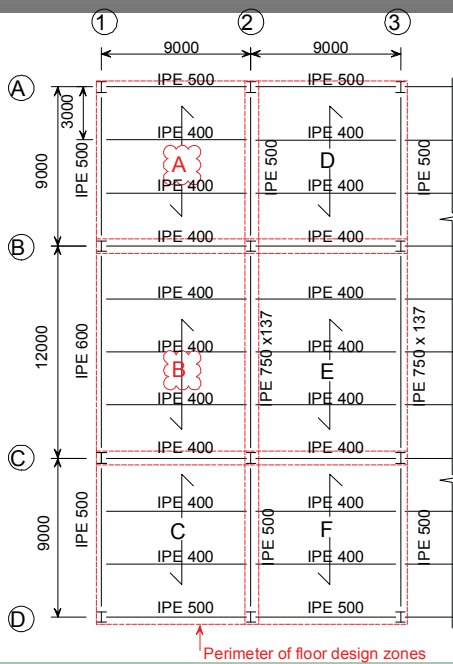 1 2 3
9000 9000
A IPE 500 IPE 500
3000
IPE 400 IPE 400
9000 IPE 500 A IPE 500 D IPE 500
IPE 400 IPE 400
B IPE 400 IPE 400
IPE 400 IPE 400
12000 IPE 600 IPE 750 x 137 IPE 750 x 137
IPE 400 IPE 400
B E
IPE 400 IPE 400
C IPE 400 IPE 400
IPE 400 IPE 400
9000 IPE 500 C IPE 500 F IPE 500
IPE 400 IPE 400
D IPE 500 IPE 500
Perimeter of floor design zones